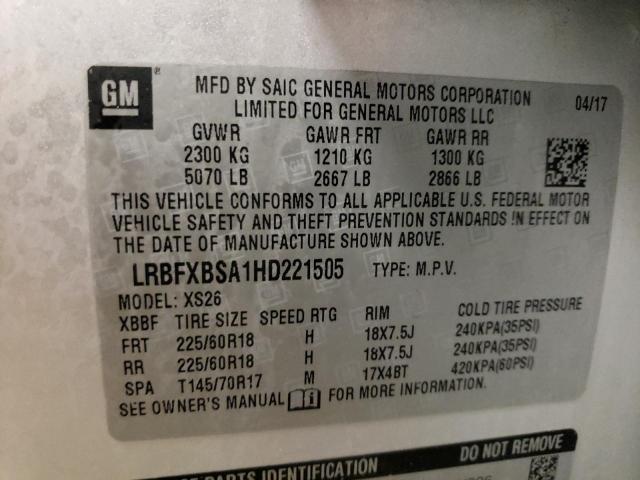 GM
MFD BY SAIC GENERAL MOTORS CORPORATION
LIMITED FOR GENERAL MOTORS LLC
04/17
GVWR GAWR FRT GAWR RR
2300 KG 1210 KG 1300 KG
5070 LB 2667 LB 2866 LB
THIS VEHICLE CONFORMS TO ALL APPLICABLE U.S. FEDERAL MOTOR
VEHICLE SAFETY AND THEFT PREVENTION STANDARDS IN EFFECT ON
THE DATE OF MANUFACTURE SHOWN ABOVE.
LRBFXBSA1HD221505 TYPE: M.P.V.
MODEL: XS26
XBBF TIRE SIZE SPEED RTG RIM COLD TIRE PRESSURE
FRT 225/60R18 H 18X7.5J 240KPA(35PSI)
RR 225/60R18 H 18X7.5J 240KPA(35PSI)
SPA T145/70R17 M 17X4BT 420KPA(60PSI)
SEE OWNER'S MANUAL FOR MORE INFORMATION.
DO NOT REMOVE
PARTS IDENTIFICATION